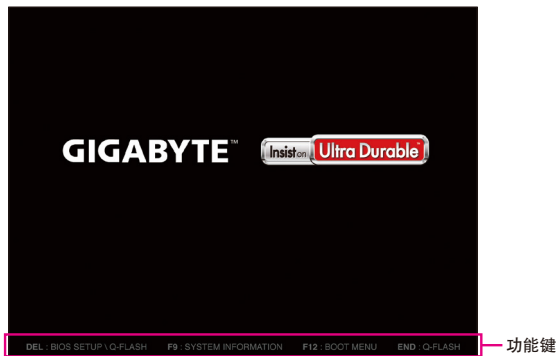 GIGABYTE™ Insist on Ultra Durable™
DEL : BIOS SETUP \ Q-FLASH F9 : SYSTEM INFORMATION F12 : BOOT MENU END : Q-FLASH
功能键